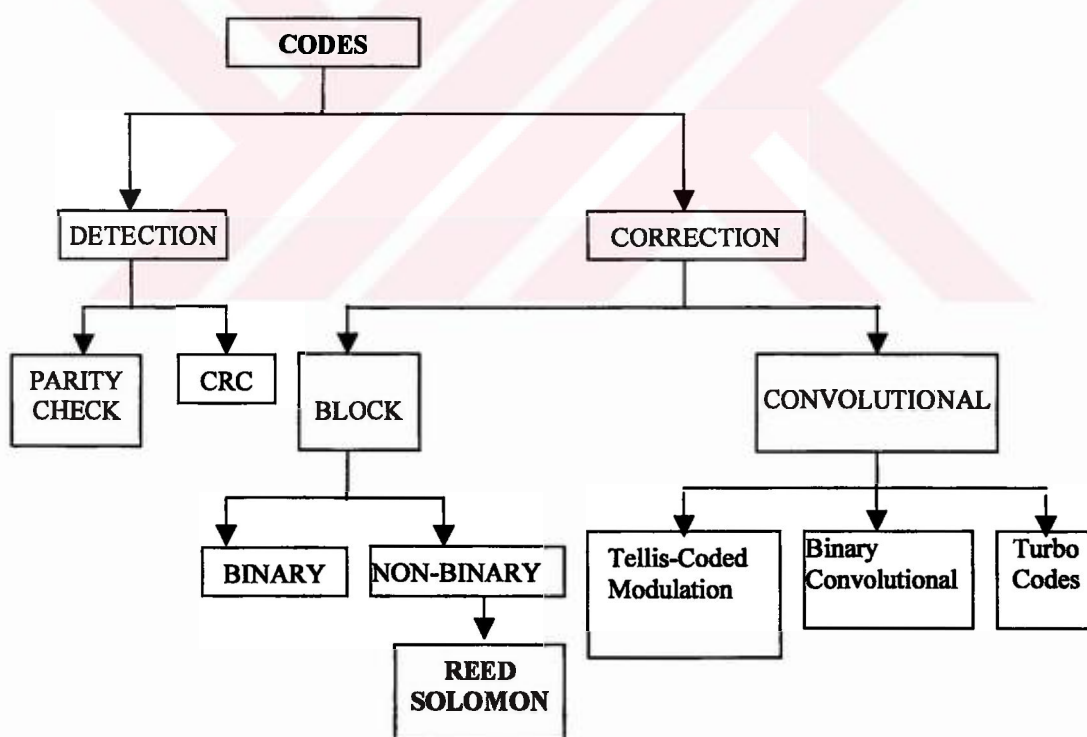 CODES
DETECTION
CORRECTION
PARITY
CHECK
CRC
BLOCK
CONVOLUTIONAL
BINARY
NON-BINARY
Tellis-Coded
Modulation
Binary
Convolutional
Turbo
Codes
REED
SOLOMON